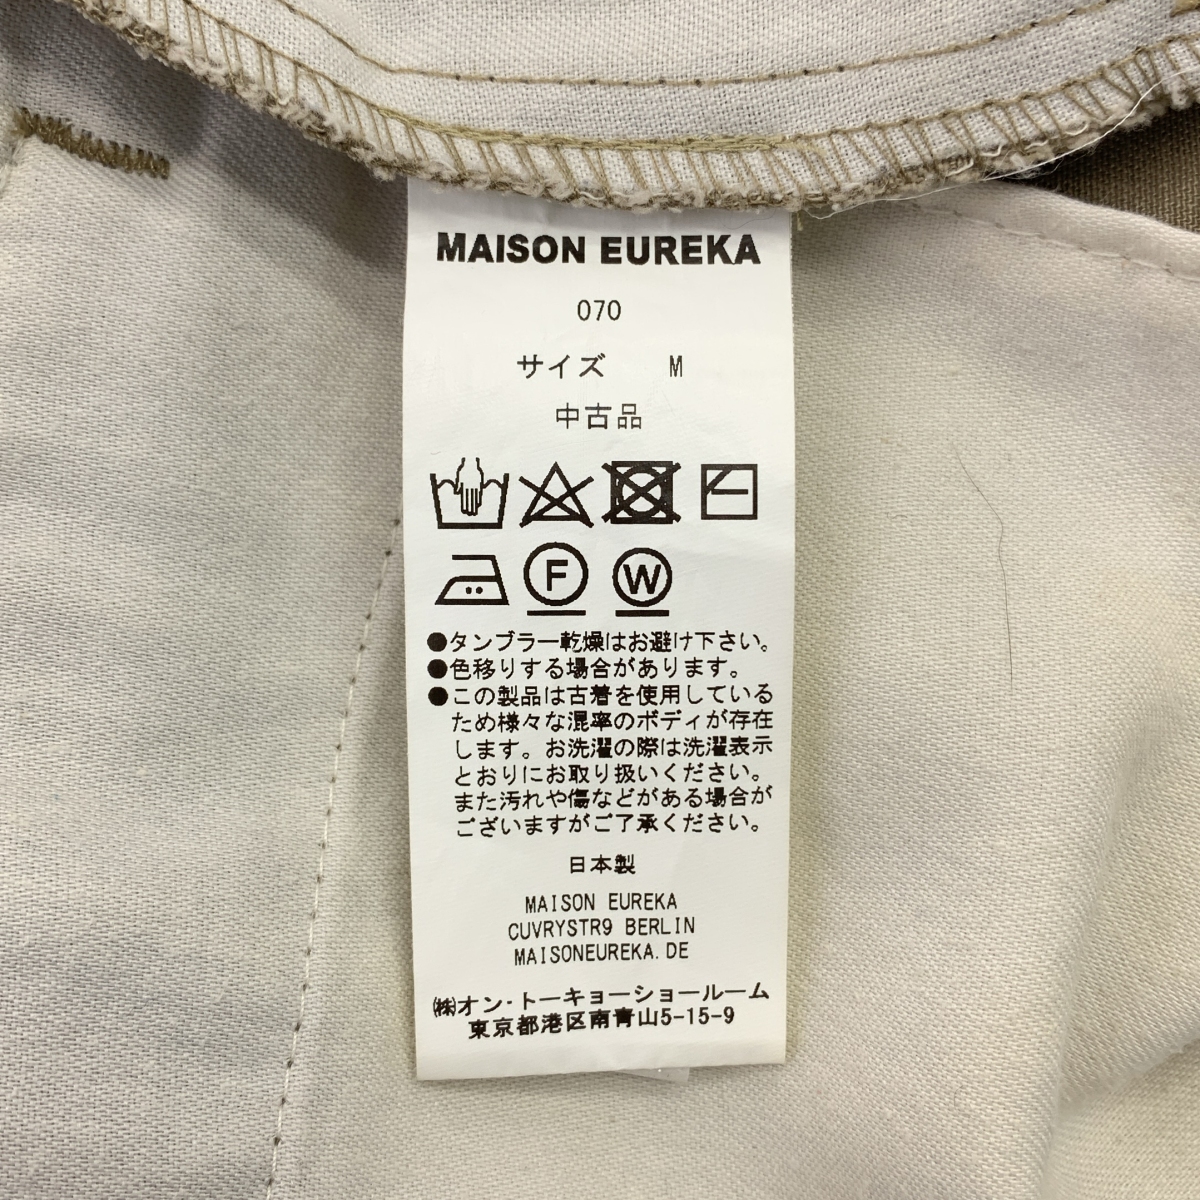 MAISON EUREKA
070
サイズ M
中古品
F W
●タンブラー乾燥はお避け下さい。
●色移りする場合があります。
●この製品は古着を使用している
ため様々な混率のボディが存在
します。お洗濯の際は洗濯表示
とおりにお取り扱いください。
また汚れや傷などがある場合が
ございますがご了承ください。
日本製
MAISON EUREKA
CUVRYSTR9 BERLIN
MAISONEUREKA.DE
㈱オン・トーキョーショールーム
東京都港区南青山5-15-9